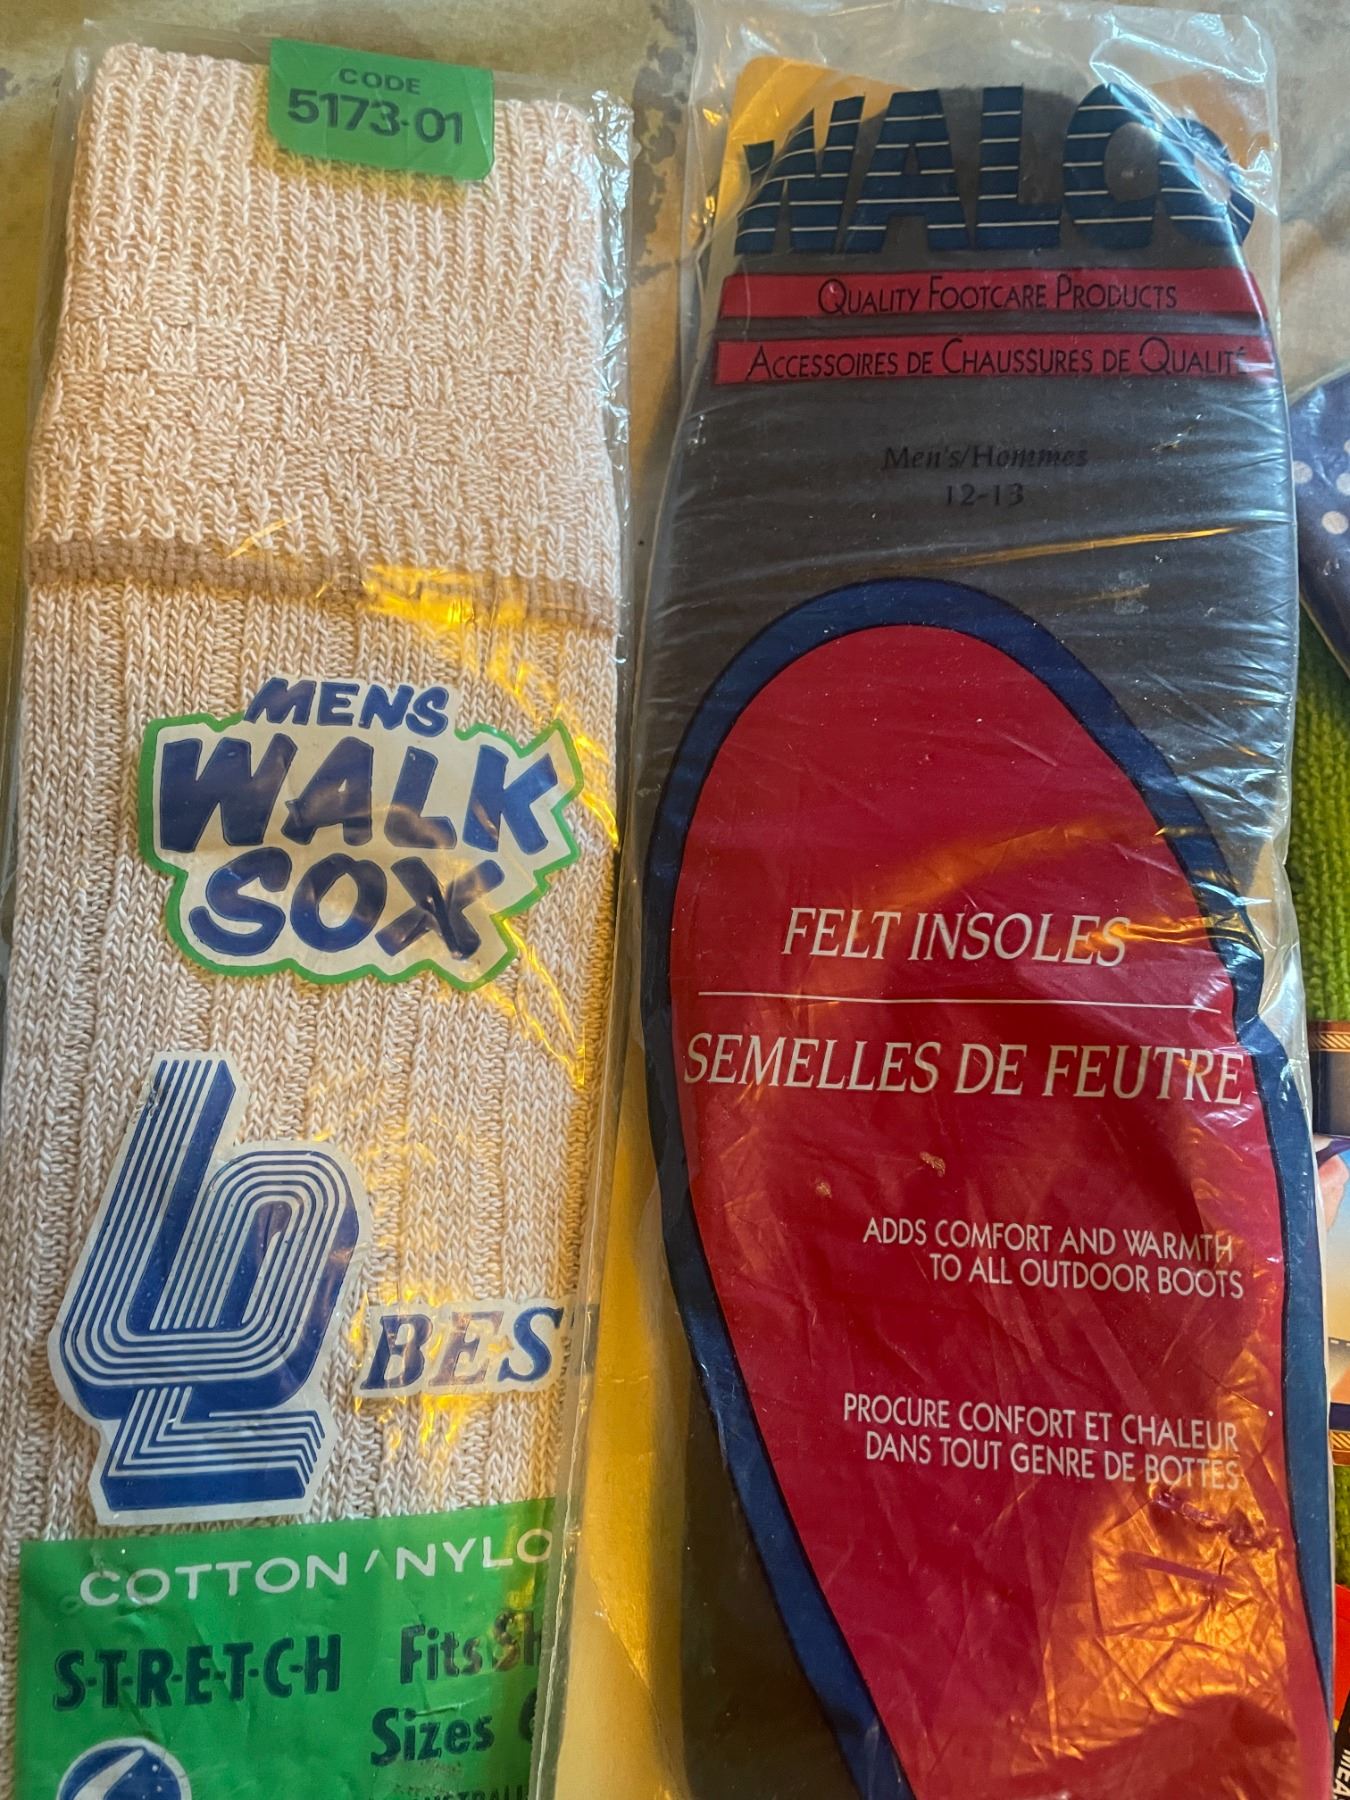 CODE
5173-01
MENS
WALK
SOX
BES
COTTON/NYLO
S-T-R-E-T-C-H
Fits
Sizes
WALCO
QUALITY FOOTCARE PRODUCTS
ACCESSOIRES DE CHAUSSURES DE QUALITÉ
Men's/Hommes
12-13
FELT INSOLES
SEMELLES DE FEUTRE
ADDS COMFORT AND WARMTH
TO ALL OUTDOOR BOOTS
PROCURE CONFORT ET CHALEUR
DANS TOUT GENRE DE BOTTES